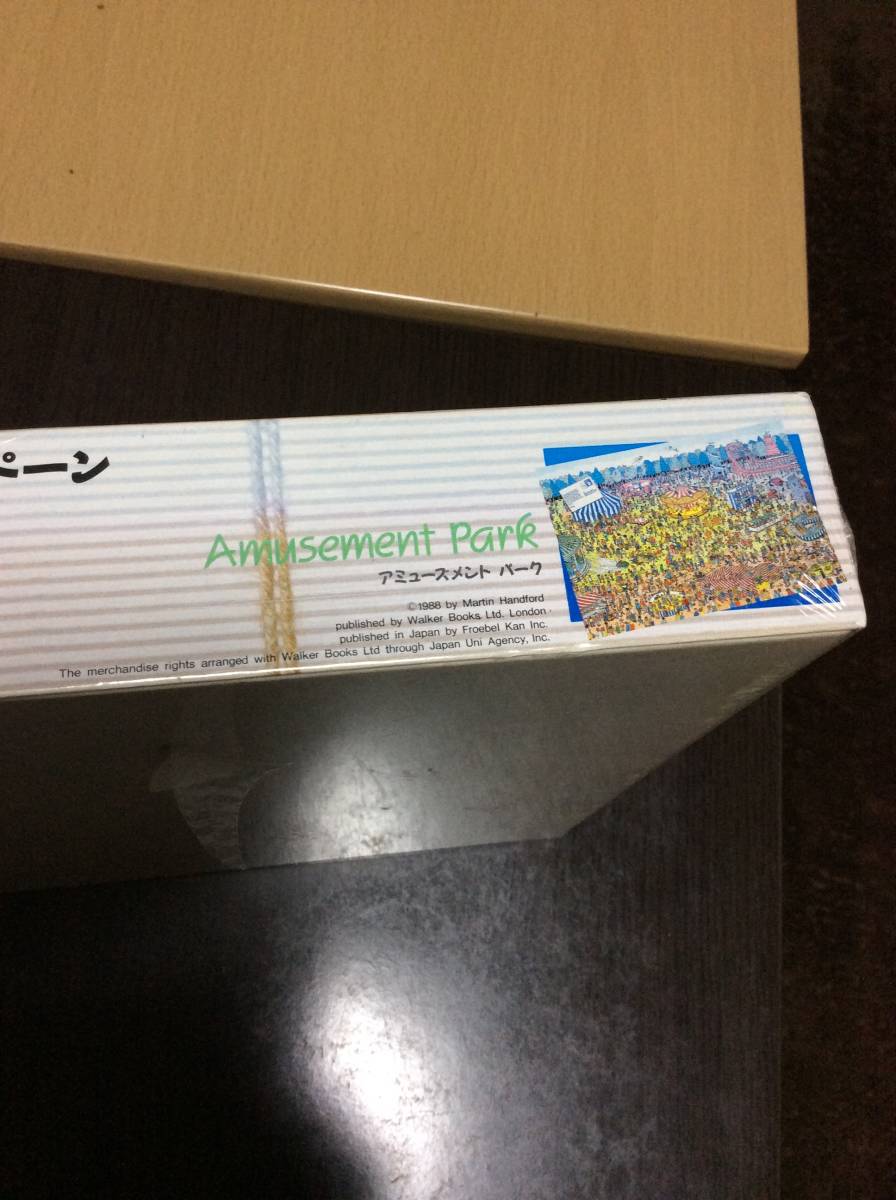 ペーン
Amusement Park
アミューズメント パーク
©1988 by Martin Handford
published by Walker Books Ltd. London
published in Japan by Froebel Kan Inc.
The merchandise rights arranged with Walker Books Ltd through Japan Uni Agency, Inc.